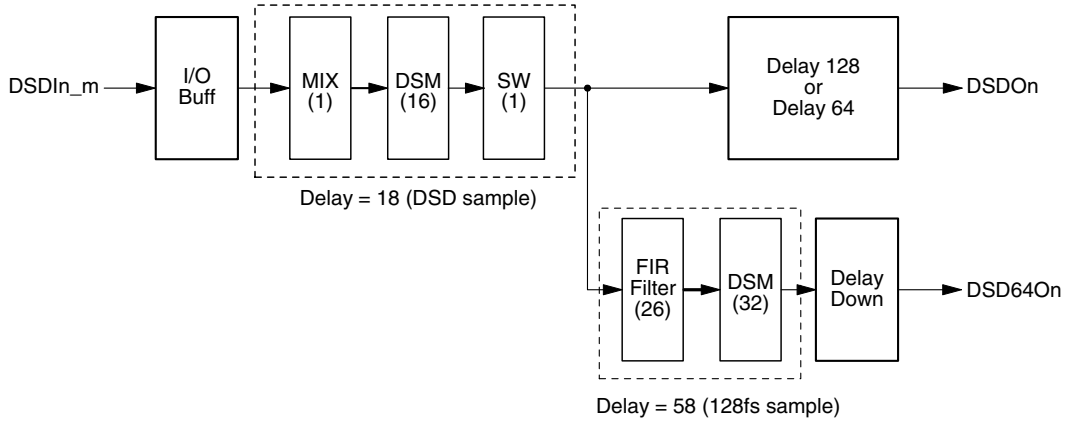 DSDIn_m
I/O
Buff
MIX
(1)
DSM
(16)
SW
(1)
Delay 128
or
Delay 64
DSDOn
Delay = 18 (DSD sample)
FIR
Filter
(26)
DSM
(32)
Delay
Down
DSD64On
Delay = 58 (128fs sample)